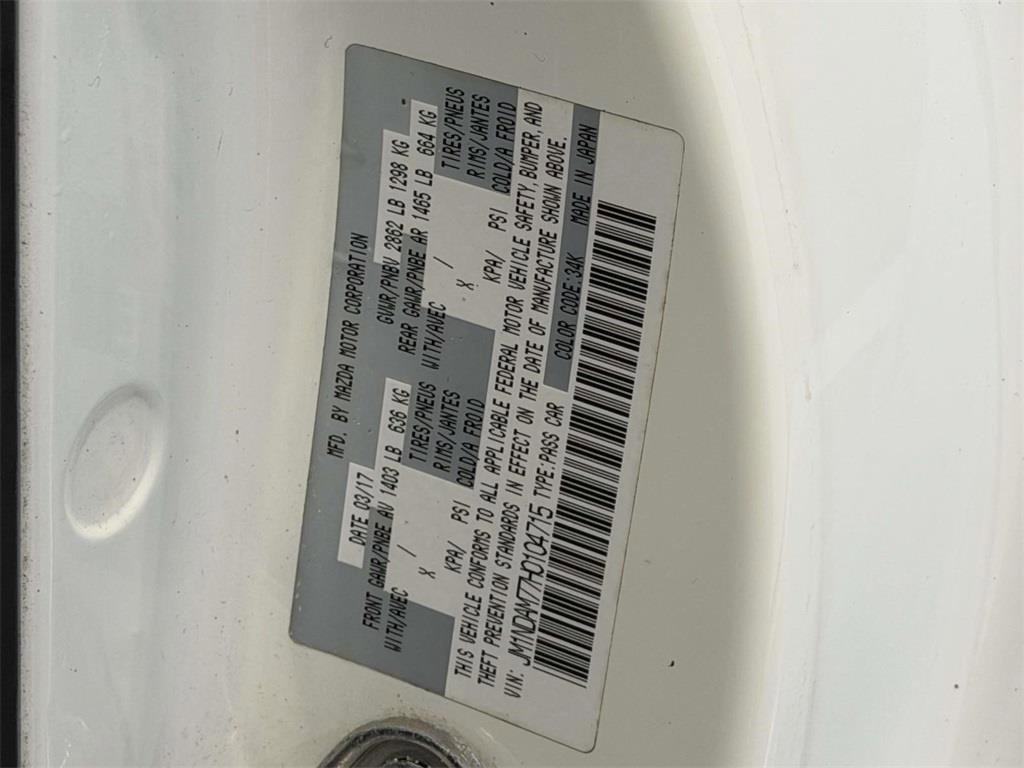 MFD. BY MAZDA MOTOR CORPORATION
DATE 03/17 GVWR/PNBV 2862 LB 1298 KG
FRONT GAWR/PNBE AV 1403 LB 636 KG REAR GAWR/PNBE AR 1465 LB 664 KG
WITH/AVEC TIRES/PNEUS WITH/AVEC TIRES/PNEUS
X / RIMS/JANTES X / RIMS/JANTES
KPA/ PSI COLD/A FROID KPA/ PSI COLD/A FROID
THIS VEHICLE CONFORMS TO ALL APPLICABLE FEDERAL MOTOR VEHICLE SAFETY, BUMPER, AND
THEFT PREVENTION STANDARDS IN EFFECT ON THE DATE OF MANUFACTURE SHOWN ABOVE.
VIN: JM1NDAM77H0104715 TYPE:PASS CAR COLOR CODE:34K MADE IN JAPAN